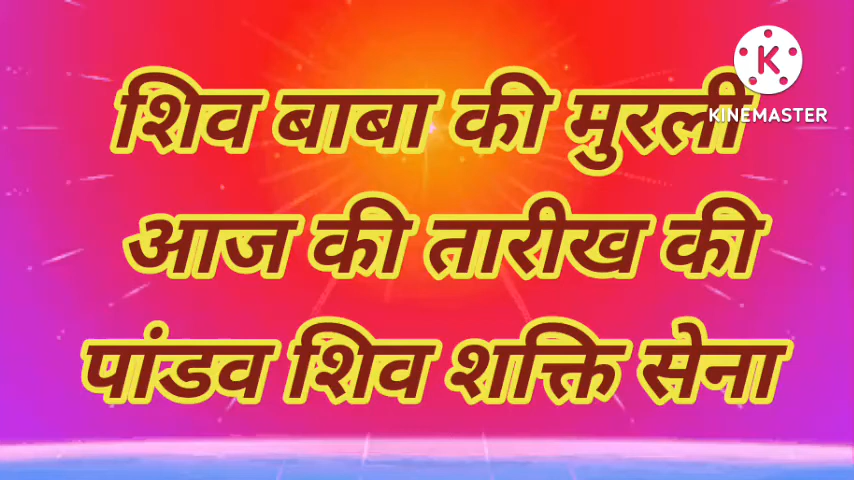 शिव बाबा की मुरली
KINEMASTER
आज की तारीख की
पांडव शिव शक्ति सेना